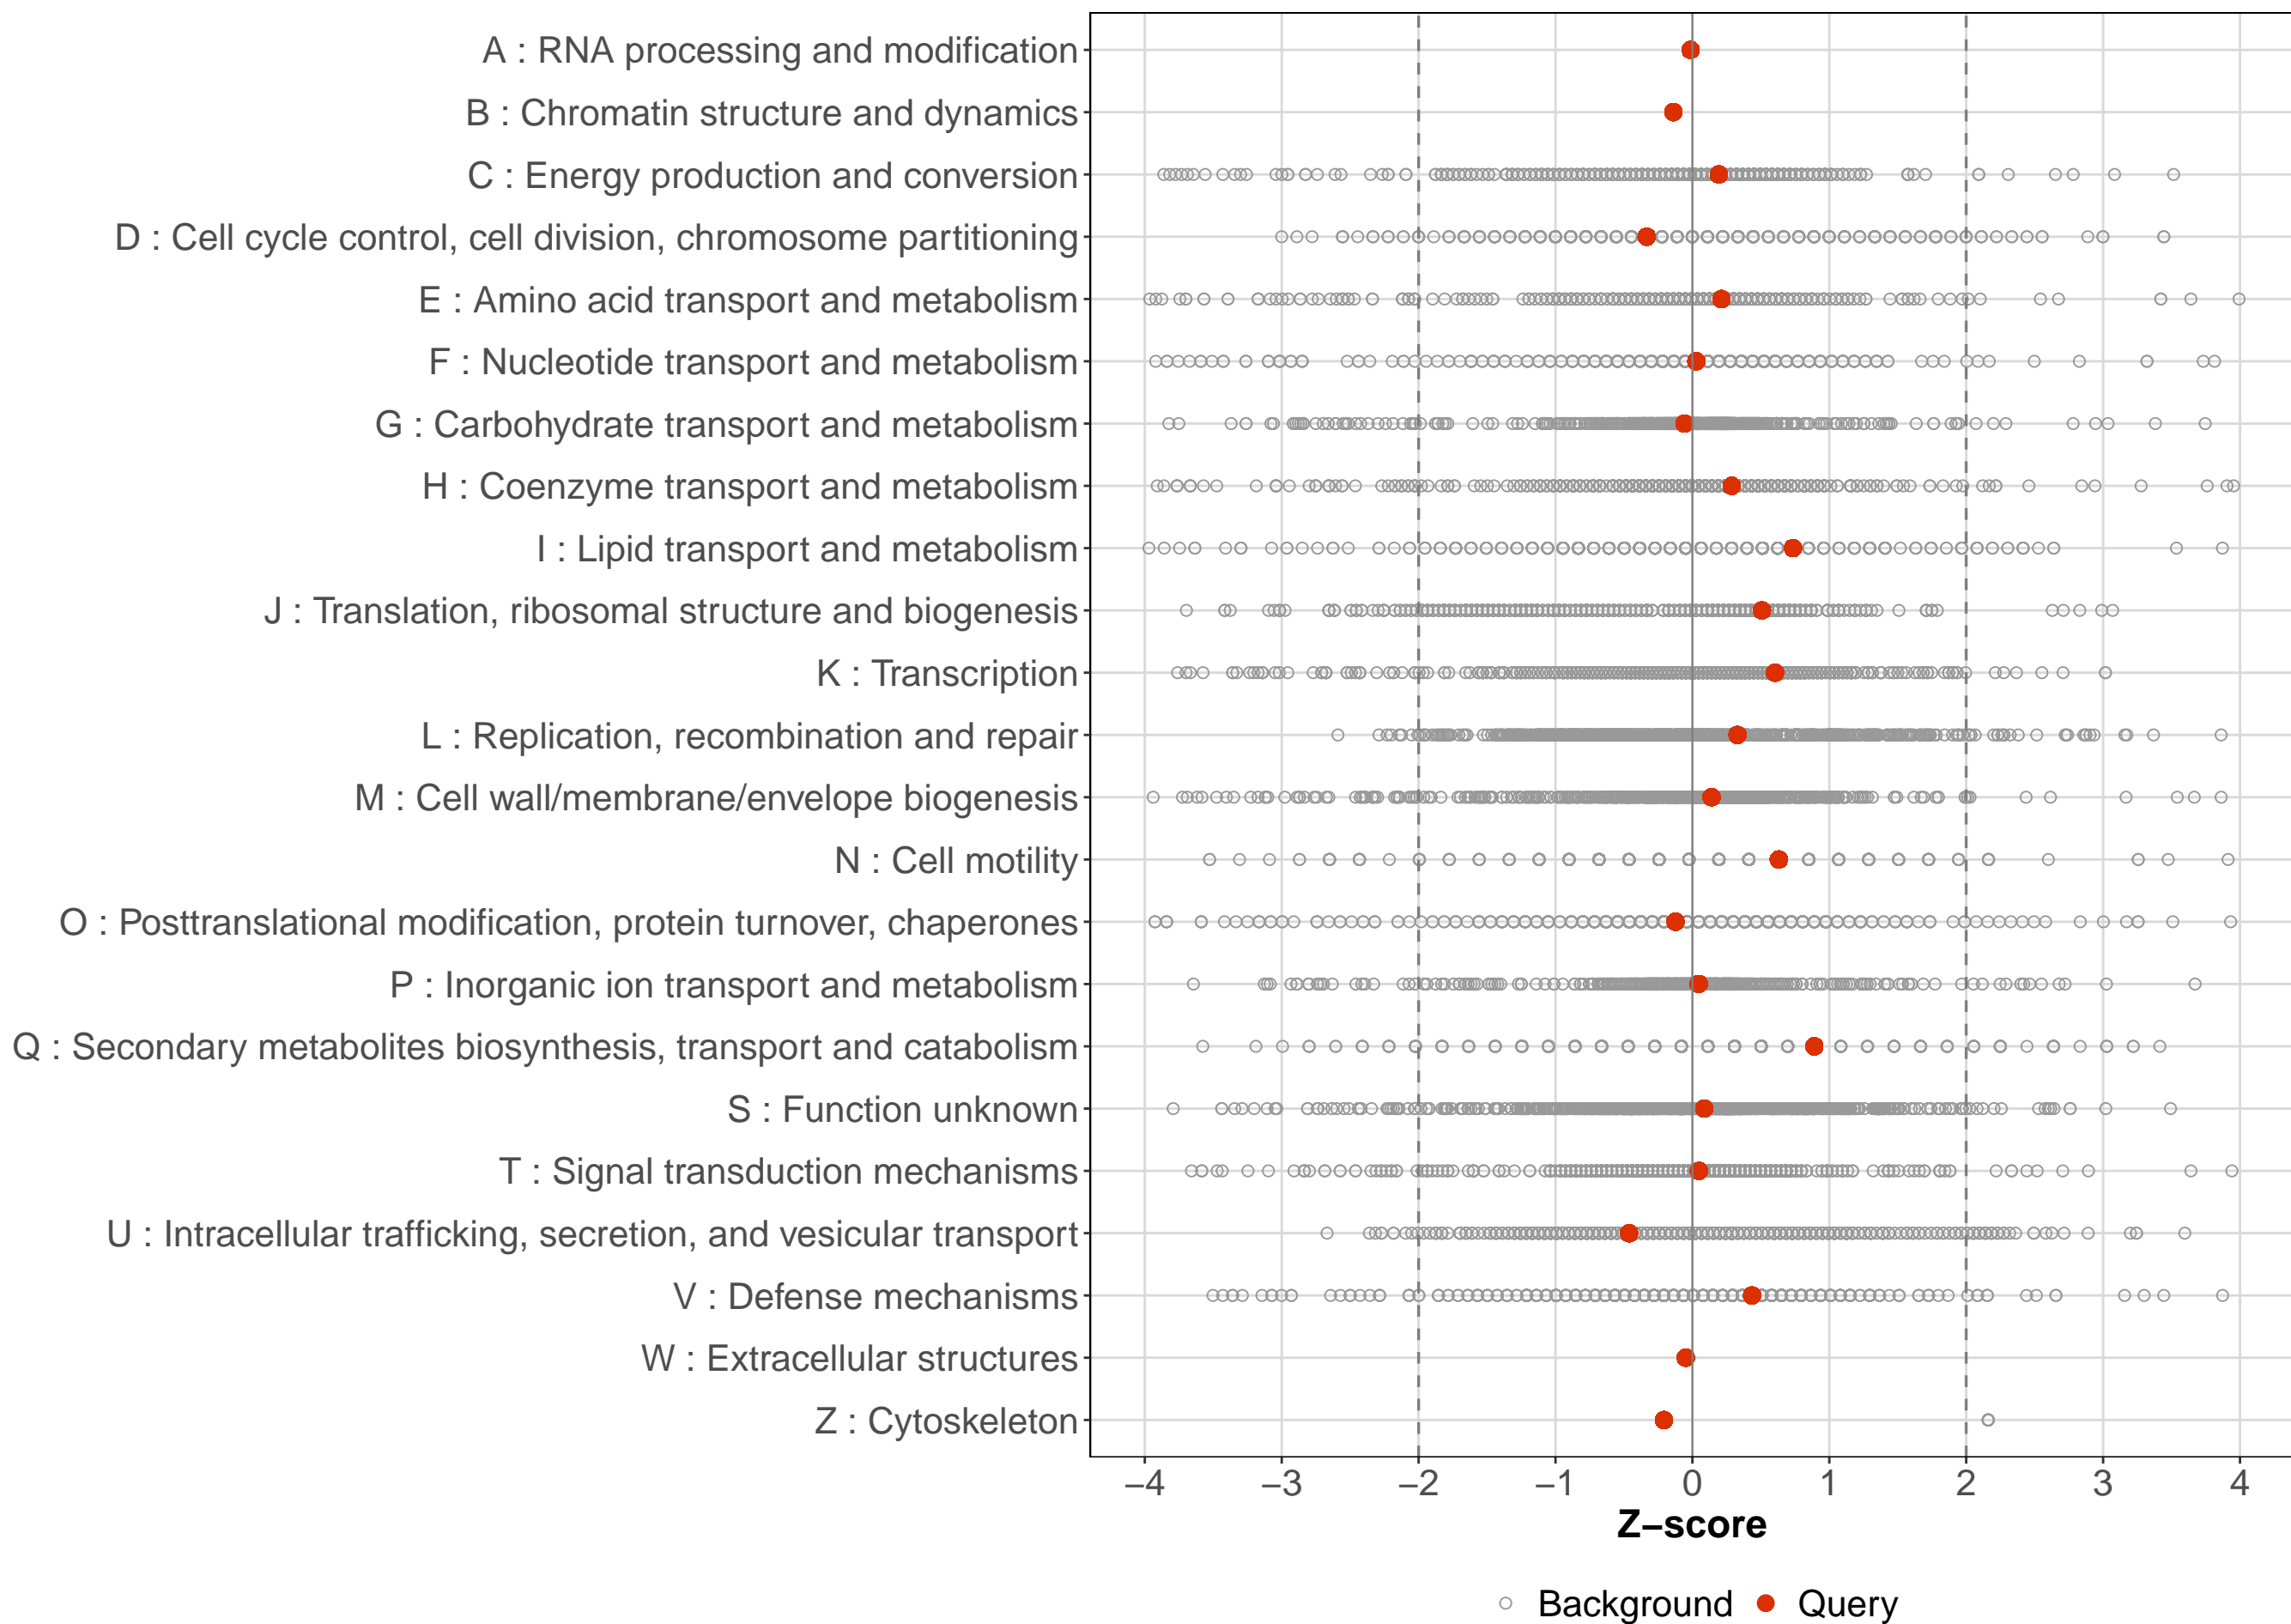 A : RNA processing and modification
B : Chromatin structure and dynamics
C : Energy production and conversion
D : Cell cycle control, cell division, chromosome partitioning
E : Amino acid transport and metabolism
F : Nucleotide transport and metabolism
G : Carbohydrate transport and metabolism
H : Coenzyme transport and metabolism
I : Lipid transport and metabolism
J : Translation, ribosomal structure and biogenesis
K : Transcription
L : Replication, recombination and repair
M : Cell wall/membrane/envelope biogenesis
N : Cell motility
O : Posttranslational modification, protein turnover, chaperones
P : Inorganic ion transport and metabolism
Q : Secondary metabolites biosynthesis, transport and catabolism
S : Function unknown
T : Signal transduction mechanisms
U : Intracellular trafficking, secretion, and vesicular transport
V : Defense mechanisms
W : Extracellular structures
Z : Cytoskeleton
−4 −3 −2 −1 0 1 2 3 4
Z−score
Background Query